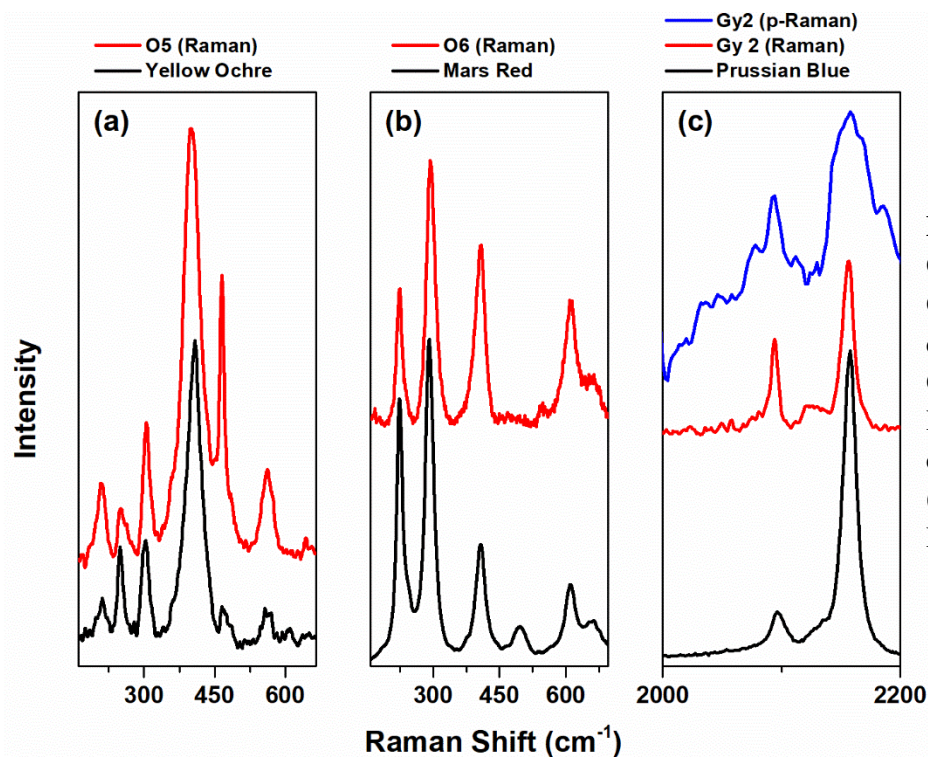 Gy2 (p-Raman)
O5 (Raman)
O6 (Raman)
Gy 2 (Raman)
Yellow Ochre
Mars Red
Prussian Blue
(a)
(b)
(c)
Intensity
300
450
600
300
450
600
2000
2200
Raman Shift (cm⁻¹)